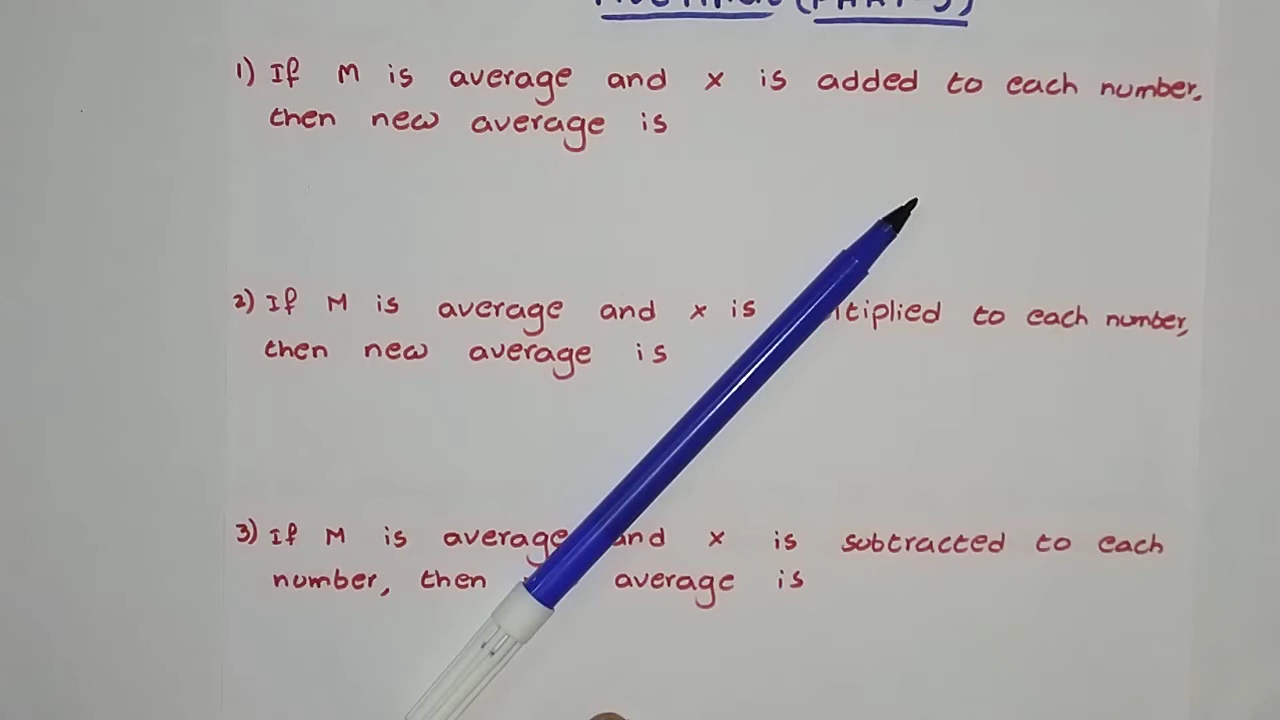 1) If M is average and x is added to each number,
then new average is
2) If M is average and x is to each number,
then new average is
3) If M is average and x is subtracted to each
number, then average is